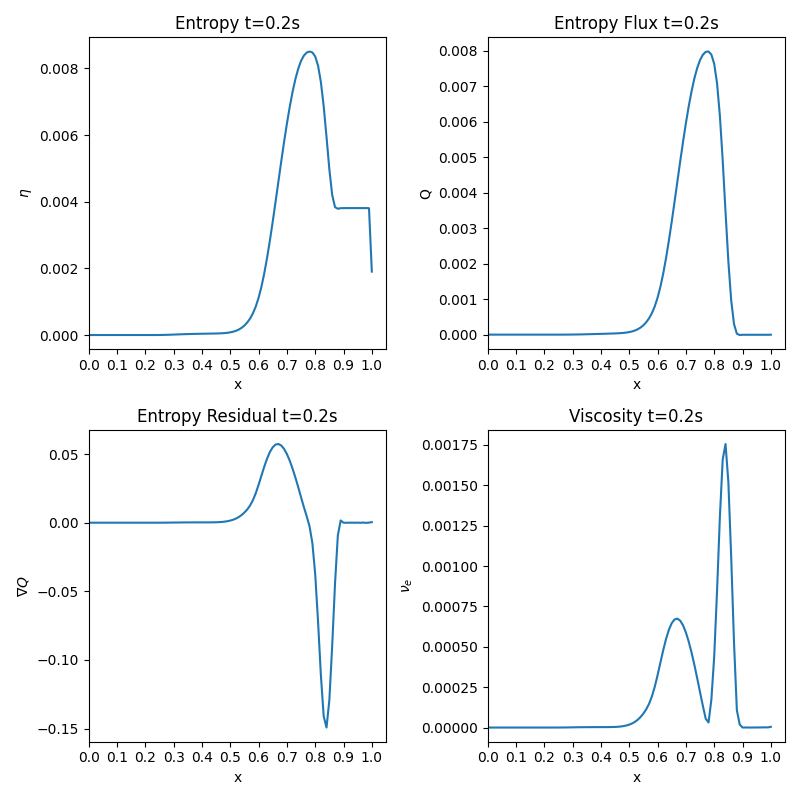 Entropy t=0.2s
η
0.008
0.006
0.004
0.002
0.000
0.0 0.1 0.2 0.3 0.4 0.5 0.6 0.7 0.8 0.9 1.0
x
Entropy Flux t=0.2s
Q
0.008
0.007
0.006
0.005
0.004
0.003
0.002
0.001
0.000
0.0 0.1 0.2 0.3 0.4 0.5 0.6 0.7 0.8 0.9 1.0
x
Entropy Residual t=0.2s
∇Q
0.05
0.00
−0.05
−0.10
−0.15
0.0 0.1 0.2 0.3 0.4 0.5 0.6 0.7 0.8 0.9 1.0
x
Viscosity t=0.2s
νe
0.00175
0.00150
0.00125
0.00100
0.00075
0.00050
0.00025
0.00000
0.0 0.1 0.2 0.3 0.4 0.5 0.6 0.7 0.8 0.9 1.0
x